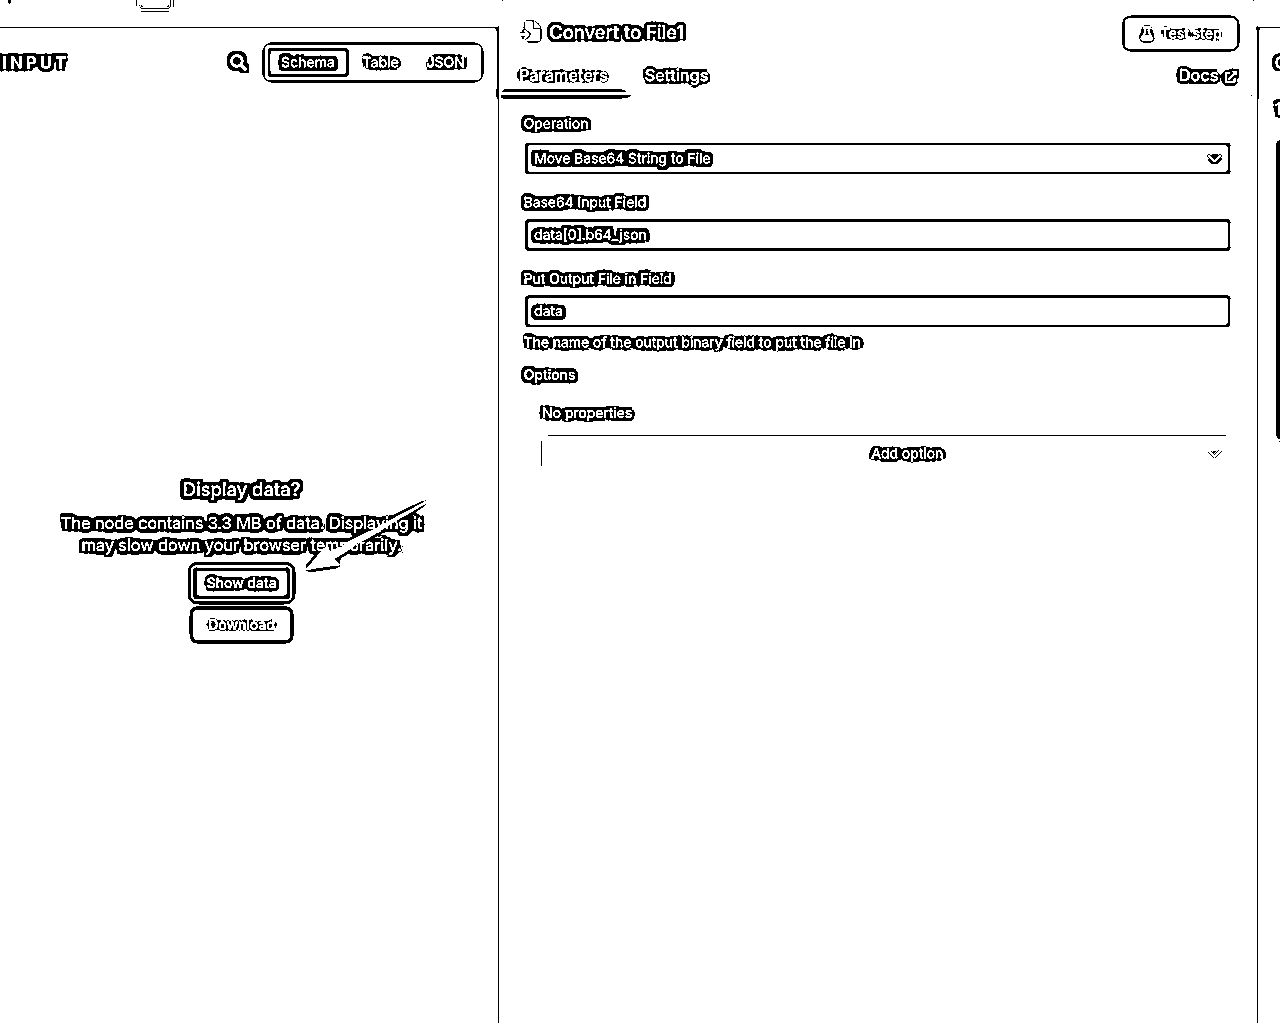 INPUT
Schema
Table
JSON
Display data?
The node contains 3.3 MB of data. Displaying it
may slow down your browser temporarily.
Show data
Download
Convert to File1
Test step
Parameters
Settings
Docs
Operation
Move Base64 String to File
Base64 Input Field
data[0].b64_json
Put Output File in Field
data
The name of the output binary field to put the file in
Options
No properties
Add option